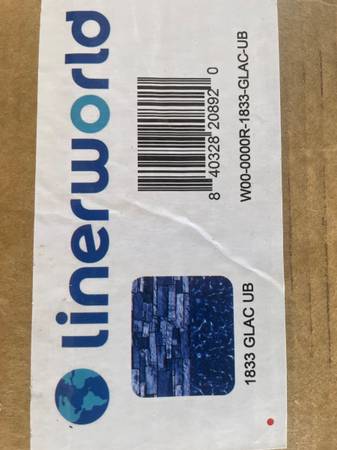 linerworld
8 40328 20892 0
W00-0000R-1833-GLAC-UB
1833 GLAC UB